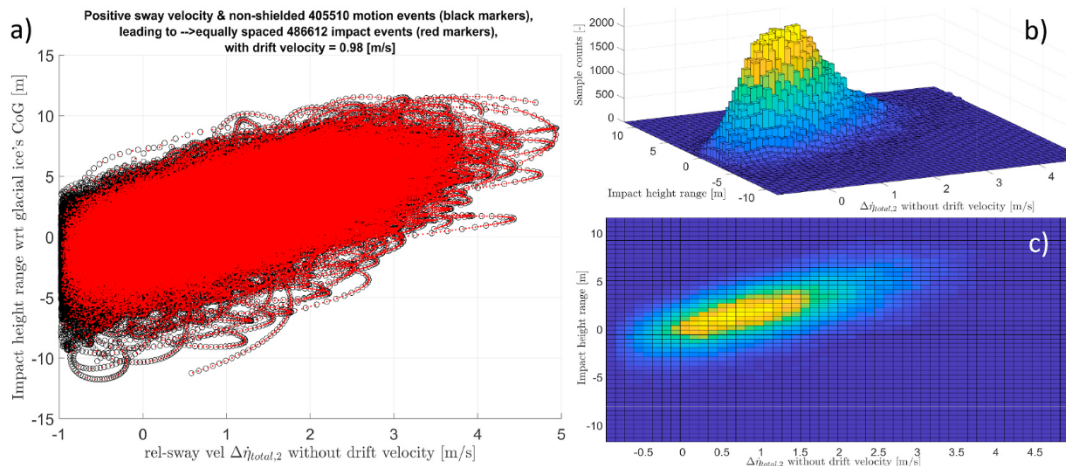 a)
Positive sway velocity & non-shielded 405510 motion events (black markers),
leading to -->equally spaced 486612 impact events (red markers),
with drift velocity = 0.98 [m/s]
Impact height range wrt glacial ice's CoG [m]
15
10
5
0
-5
-10
-15
-1 0 1 2 3 4 5
rel-sway vel Δη̇total,2 without drift velocity [m/s]
b)
Sample counts [-]
2000
1500
1000
500
0
10
5
0
-5
-10
Impact height range [m]
0 1 2 3 4
Δη̇total,2 without drift velocity [m/s]
c)
Impact height range [m]
10
5
0
-5
-10
-0.5 0.0 0.5 1.0 1.5 2.0 2.5 3.0 3.5 4.0 4.5
Δη̇total,2 without drift velocity [m/s]